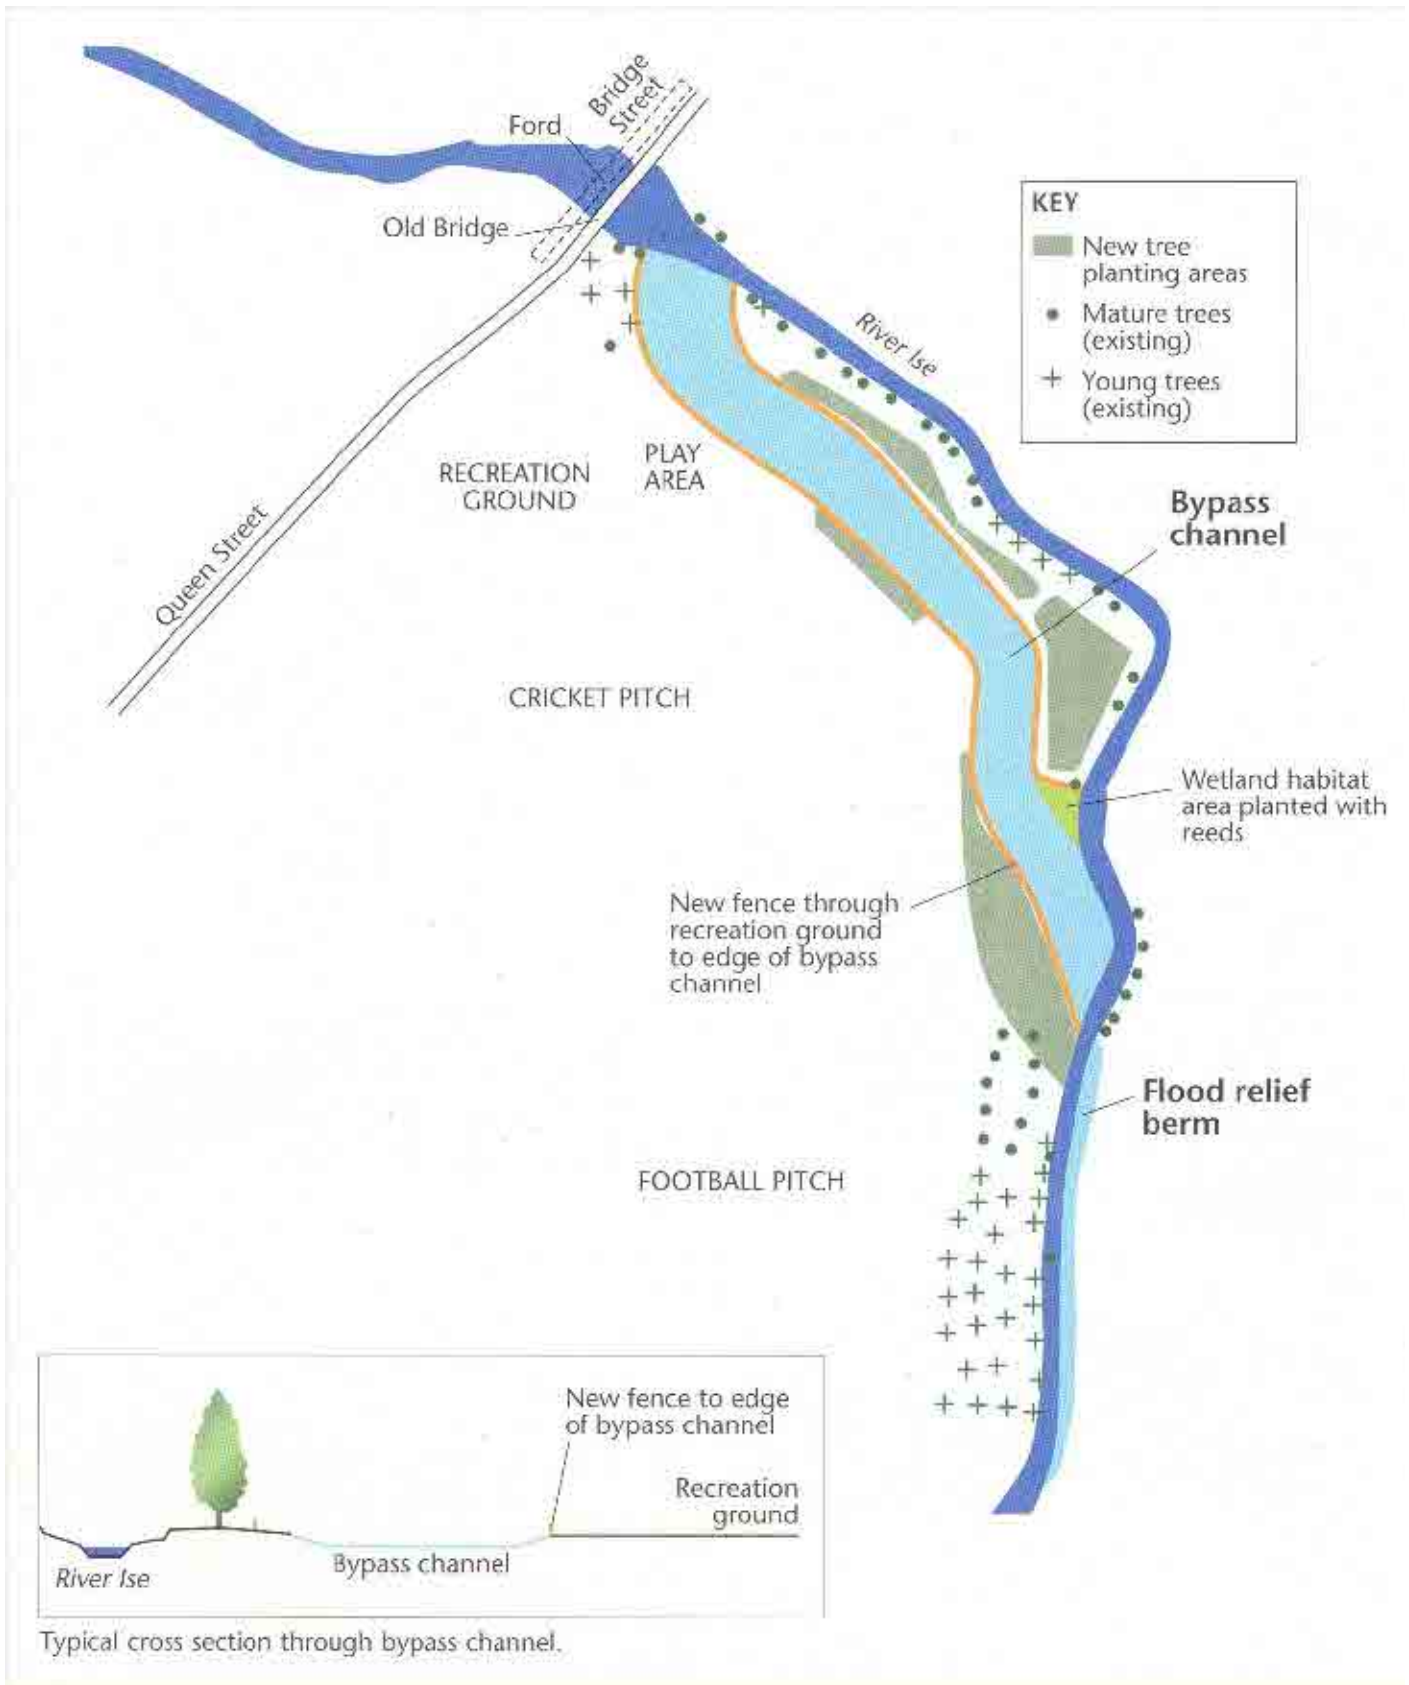 Bridge
Street
Ford
Old Bridge
KEY
New tree
planting areas
Mature trees
(existing)
Young trees
(existing)
River Ise
PLAY
AREA
RECREATION
GROUND
Queen Street
Bypass
channel
CRICKET PITCH
Wetland habitat
area planted with
reeds
New fence through
recreation ground
to edge of bypass
channel
Flood relief
berm
FOOTBALL PITCH
New fence to edge
of bypass channel
Recreation
ground
Bypass channel
River Ise
Typical cross section through bypass channel.